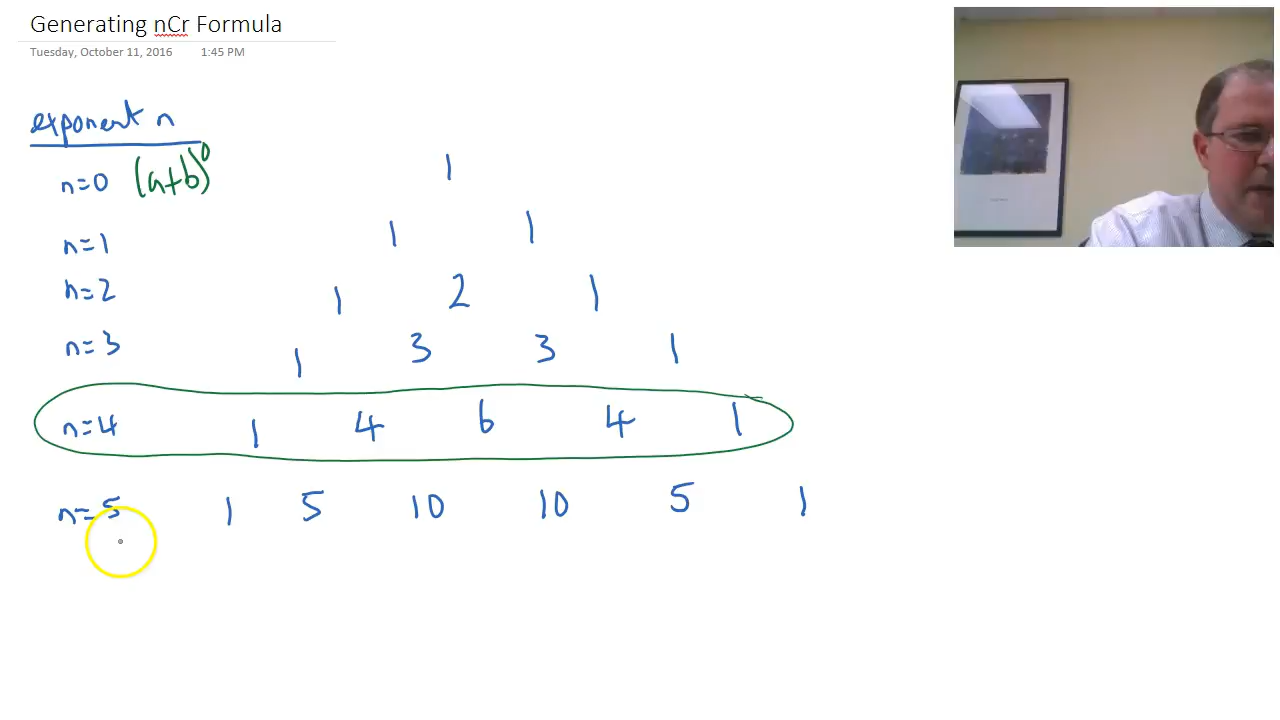 Generating nCr Formula
Tuesday, October 11, 2016 1:45 PM
exponent n
n=0 (a+b)⁰ 1
n=1 1 1
n=2 1 2 1
n=3 1 3 3 1
n=4 1 4 6 4 1
n=5 1 5 10 10 5 1